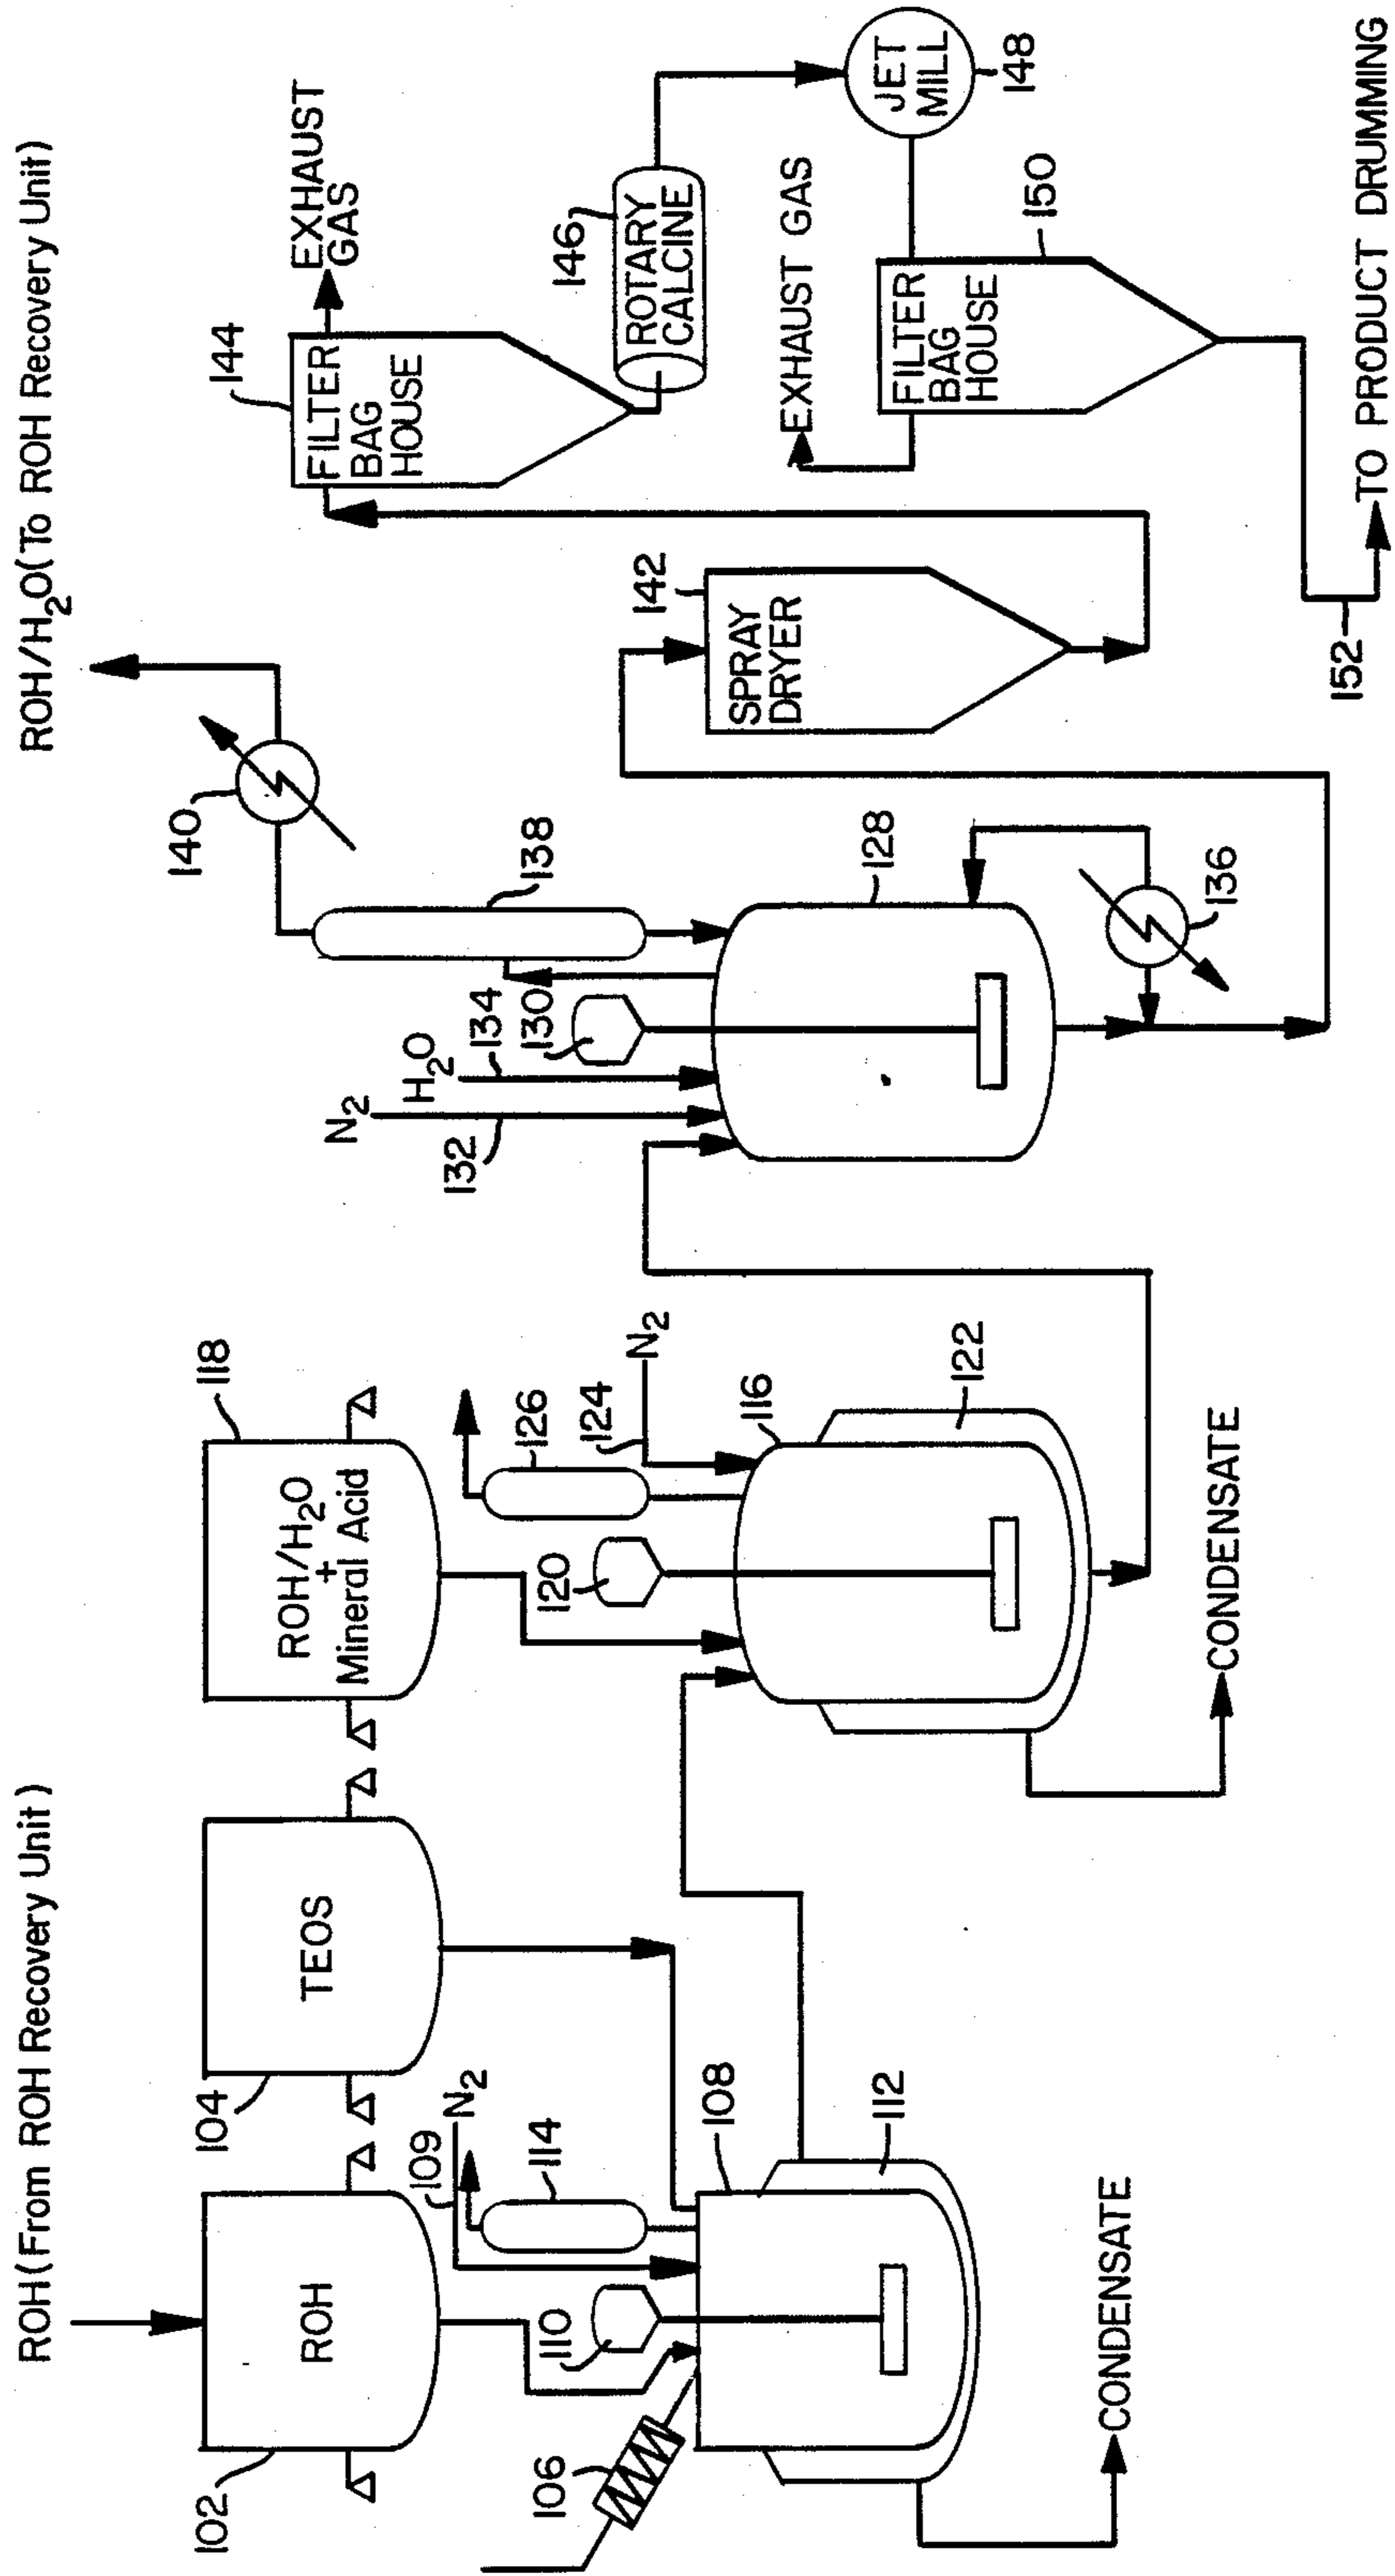 ROH(From ROH Recovery Unit)
ROH/H2O(To ROH Recovery Unit)
102
ROH
104
TEOS
118
ROH/H2O
+
Mineral Acid
106
110
109
N2
114
108
112
CONDENSATE
120
126
124
N2
116
122
CONDENSATE
N2
132
H2O
134
130
138
140
128
136
142
SPRAY
DRYER
144
FILTER
BAG
HOUSE
EXHAUST
GAS
146
ROTARY
CALCINE
JET
MILL
148
EXHAUST GAS
FILTER
BAG
HOUSE
150
152
TO PRODUCT DRUMMING